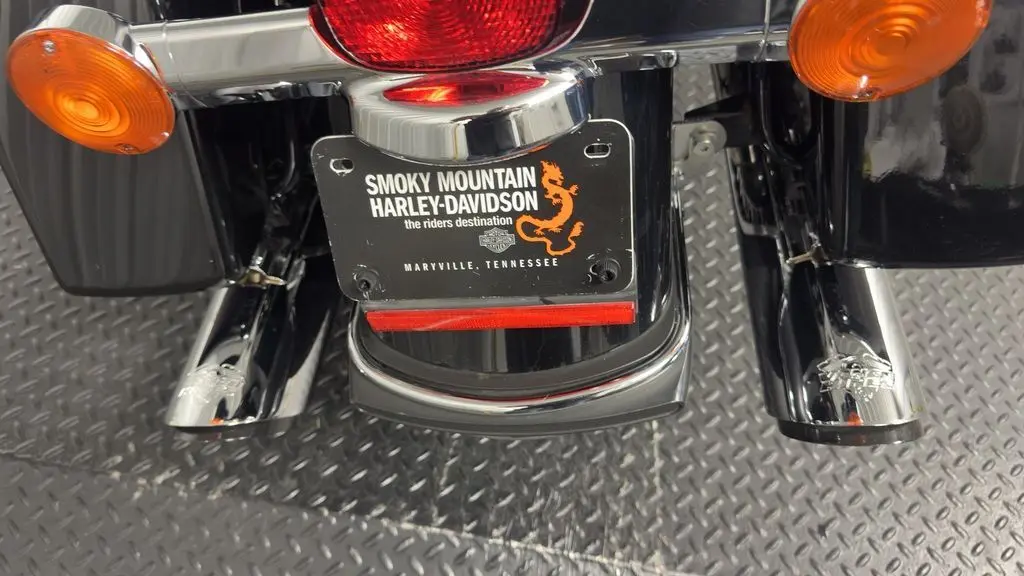 SMOKY MOUNTAIN
HARLEY-DAVIDSON
the riders destination
MARYVILLE, TENNESSEE